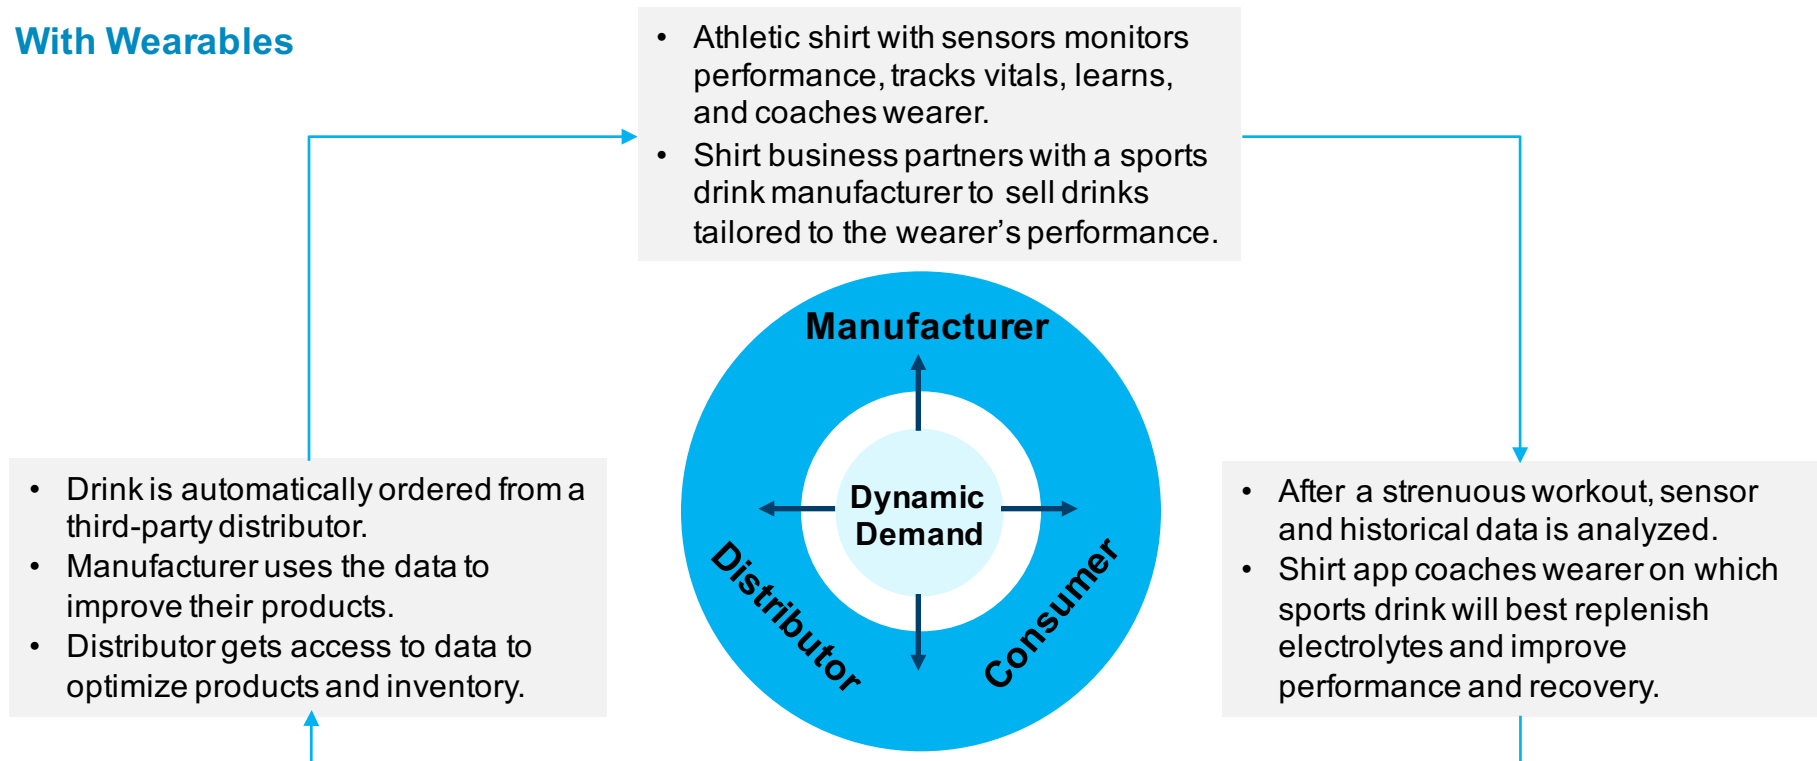 With Wearables
• Athletic shirt with sensors monitors
performance, tracks vitals, learns,
and coaches wearer.
• Shirt business partners with a sports
drink manufacturer to sell drinks
tailored to the wearer’s performance.
Manufacturer
Dynamic
Demand
Distributor
Consumer
• Drink is automatically ordered from a
third-party distributor.
• Manufacturer uses the data to
improve their products.
• Distributor gets access to data to
optimize products and inventory.
• After a strenuous workout, sensor
and historical data is analyzed.
• Shirt app coaches wearer on which
sports drink will best replenish
electrolytes and improve
performance and recovery.